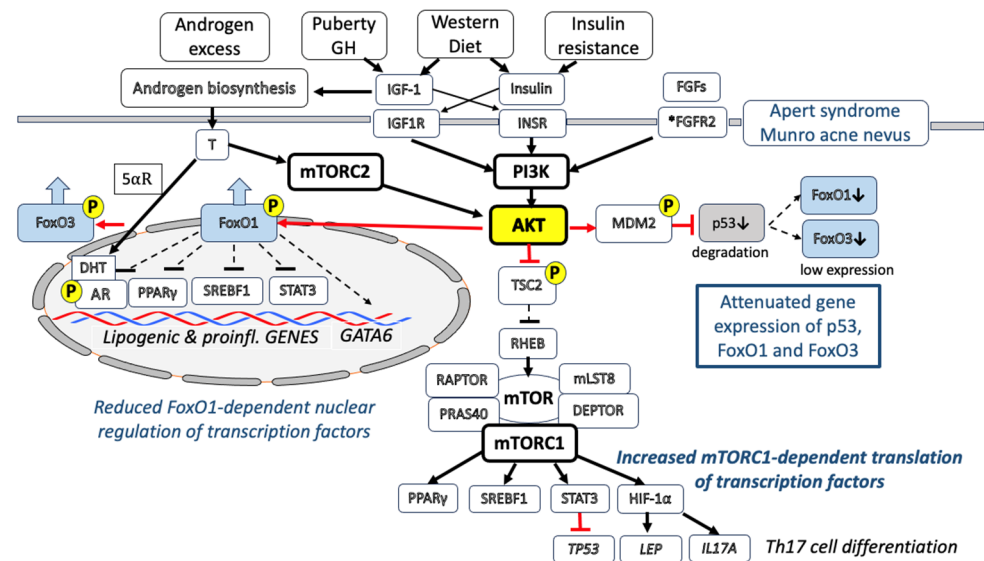 Androgen
excess
Puberty
GH
Western
Diet
Insulin
resistance
Androgen biosynthesis
IGF-1
Insulin
FGFs
IGF1R
INSR
*FGFR2
Apert syndrome
Munro acne nevus
T
5αR
mTORC2
PI3K
FoxO3
P
FoxO1
P
AKT
MDM2
P
p53↓
degradation
FoxO1↓
FoxO3↓
low expression
DHT
P
AR
PPARγ
SREBF1
STAT3
TSC2
P
Lipogenic & proinfl. GENES
GATA6
RHEB
Attenuated gene
expression of p53,
FoxO1 and FoxO3
Reduced FoxO1-dependent nuclear
regulation of transcription factors
RAPTOR
mLST8
mTOR
PRAS40
DEPTOR
mTORC1
Increased mTORC1-dependent translation
of transcription factors
PPARγ
SREBF1
STAT3
HIF-1α
TP53
LEP
IL17A
Th17 cell differentiation